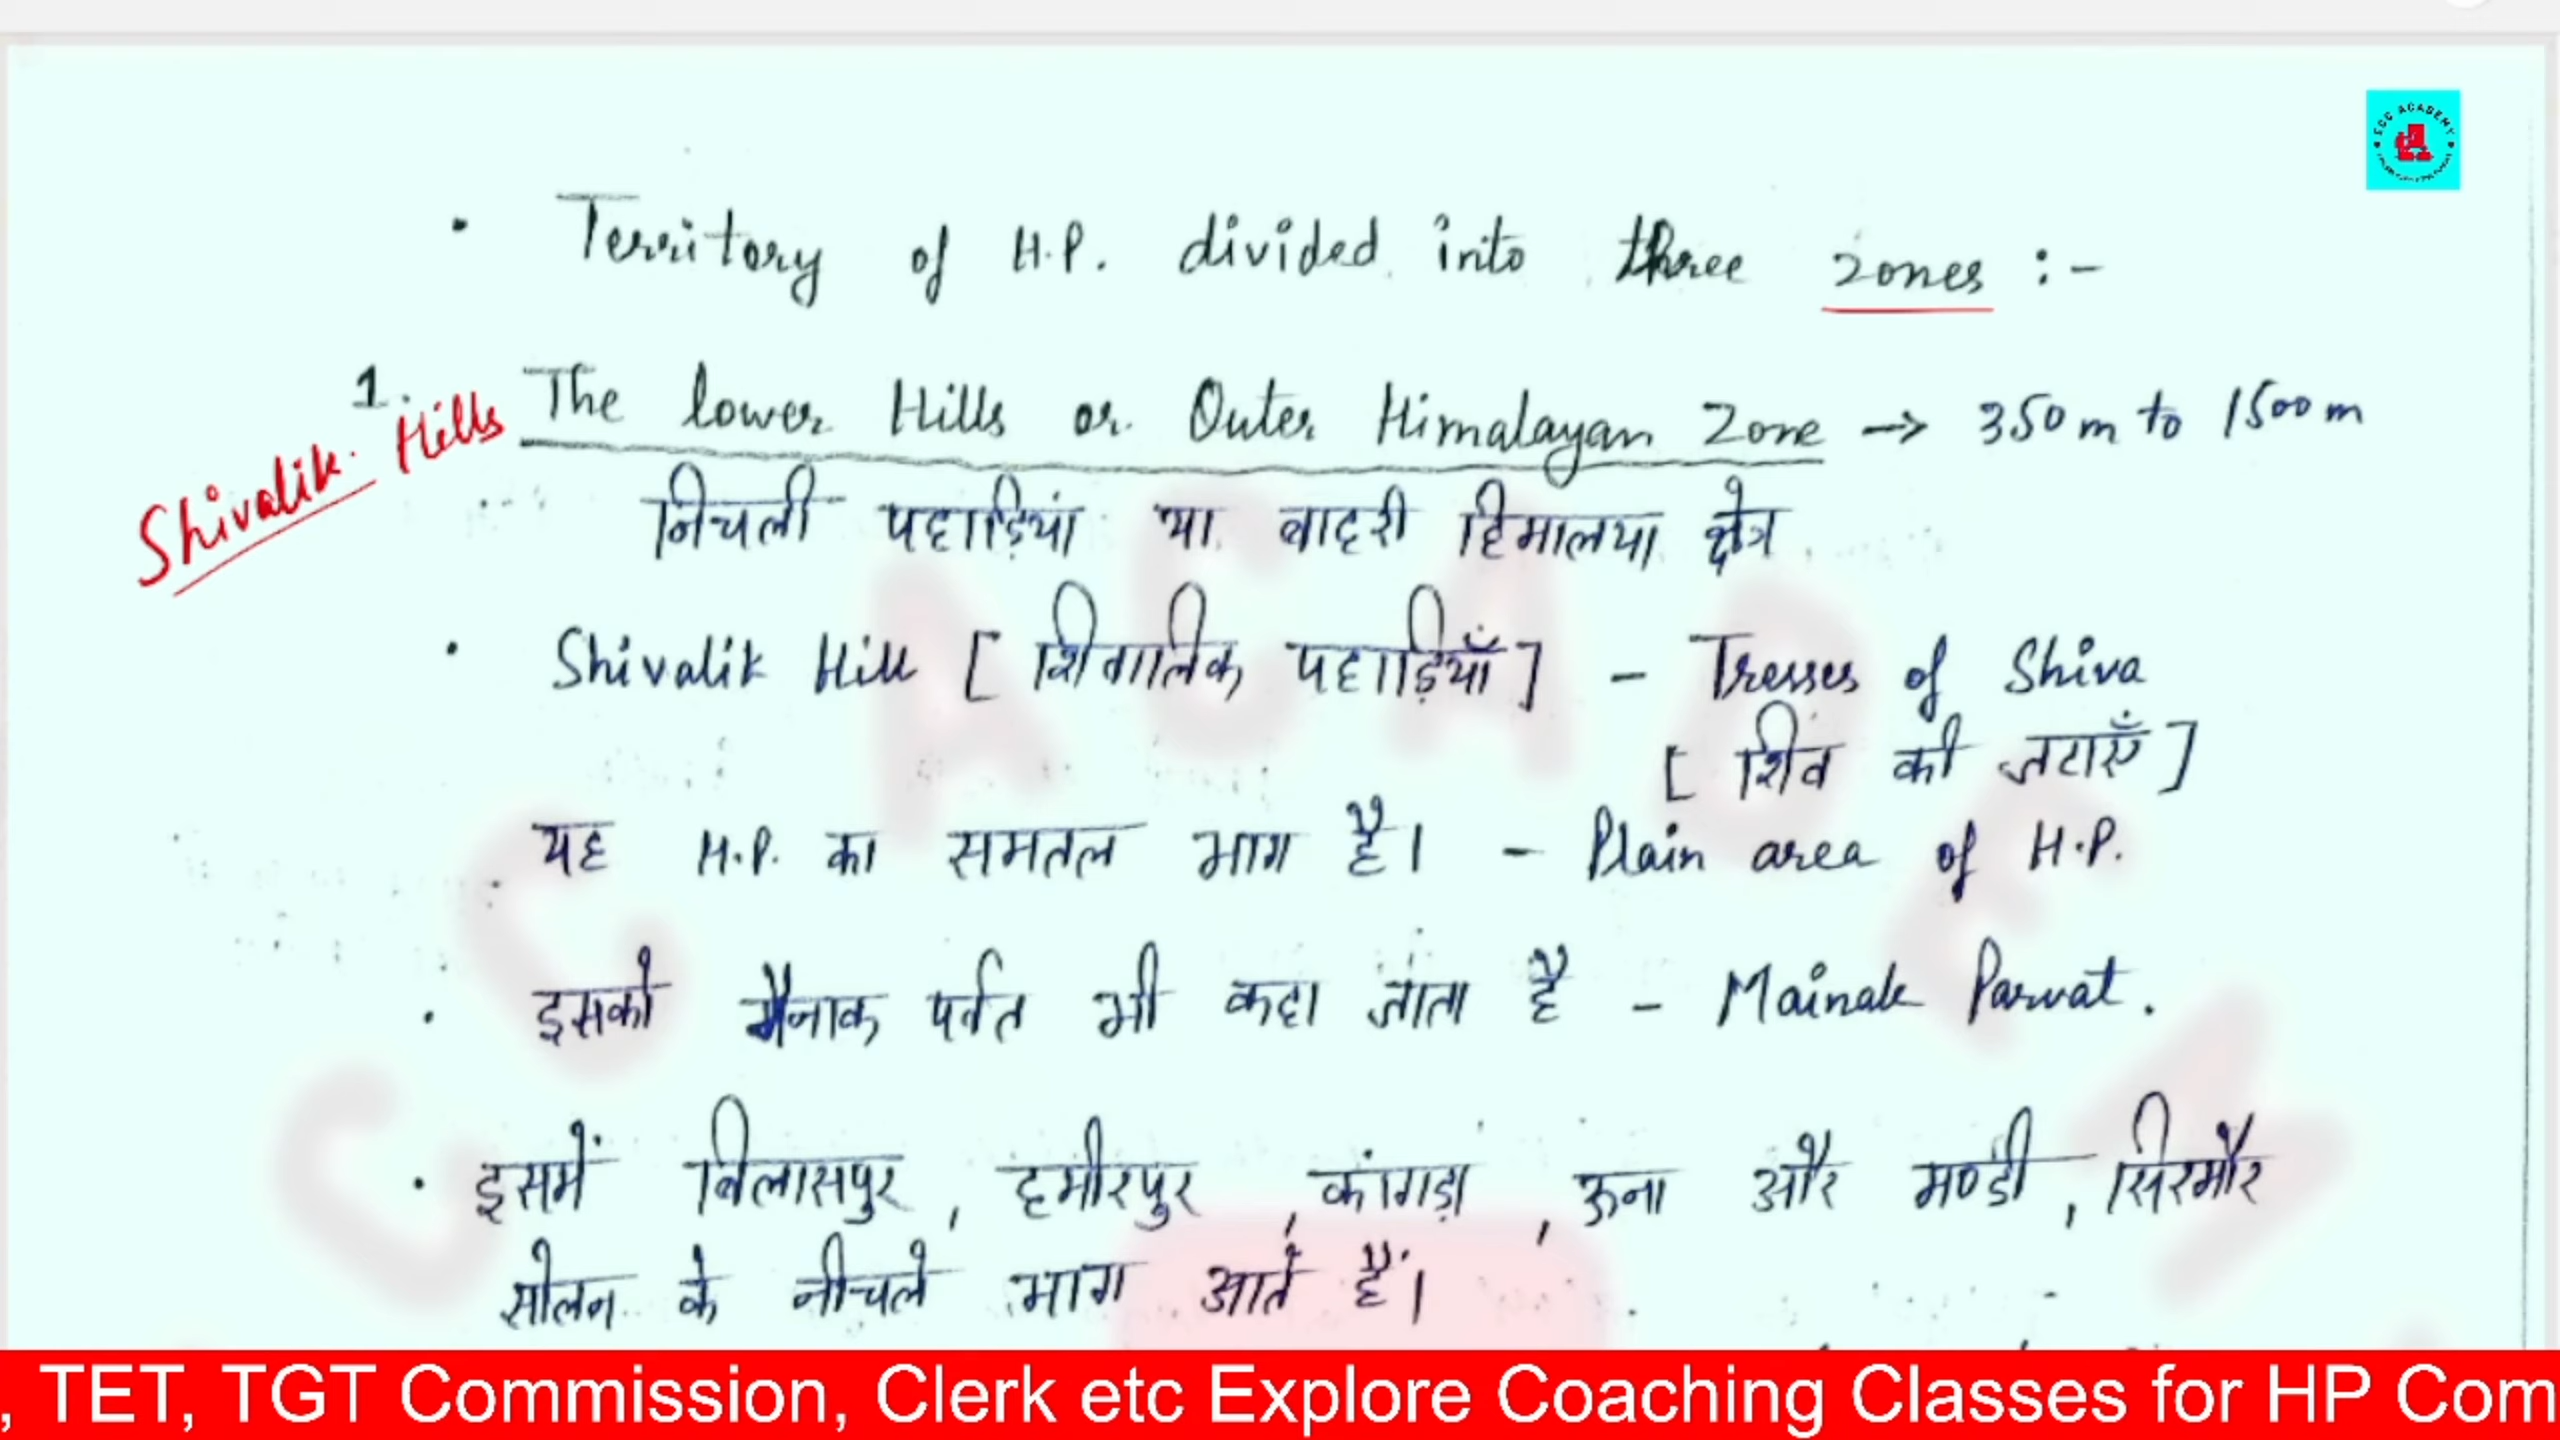 ECC ACADEMY
• Territory of H.P. divided into three zones :-
1. The lower Hills or Outer Himalayan Zone → 350m to 1500m
Shivalik Hills
निचली पहाड़ियां या बाहरी हिमालया क्षेत्र
• Shivalik Hill [ शिवालिक पहाड़ियाँ ] - Tresses of Shiva
[ शिव की जटाएँ ]
यह H.P. का समतल भाग है। - Plain area of H.P.
• इसको मैनाक पर्वत भी कहा जाता है - Mainak Parvat.
• इसमें बिलासपुर, हमीरपुर, कांगड़ा, ऊना और मण्डी, सिरमौर
सोलन के नीचले भाग आते हैं।
, TET, TGT Commission, Clerk etc Explore Coaching Classes for HP Com